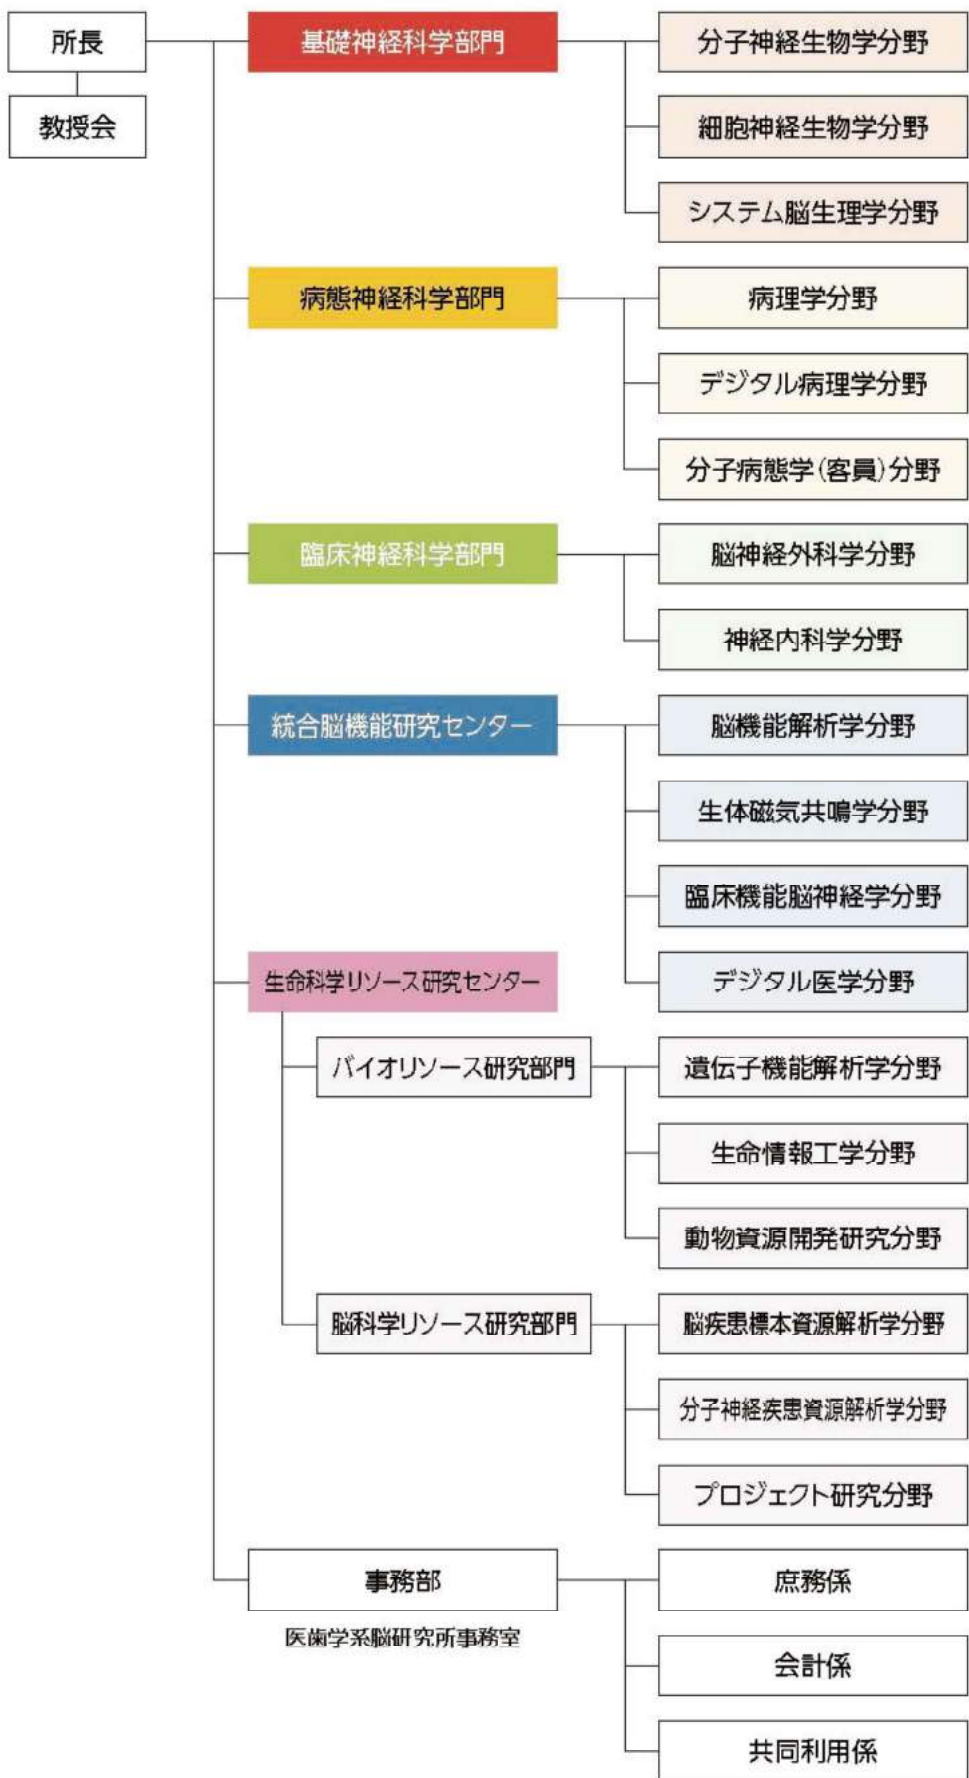 所長
教授会
基礎神経科学部門
分子神経生物学分野
細胞神経生物学分野
システム脳生理学分野
病態神経科学部門
病理学分野
デジタル病理学分野
分子病態学(客員)分野
臨床神経科学部門
脳神経外科学分野
神経内科学分野
統合脳機能研究センター
脳機能解析学分野
生体磁気共鳴学分野
臨床機能脳神経学分野
デジタル医学分野
生命科学リソース研究センター
バイオリソース研究部門
遺伝子機能解析学分野
生命情報工学分野
動物資源開発研究分野
脳科学リソース研究部門
脳疾患標本資源解析学分野
分子神経疾患資源解析学分野
プロジェクト研究分野
事務部
医歯学系脳研究所事務室
庶務係
会計係
共同利用係